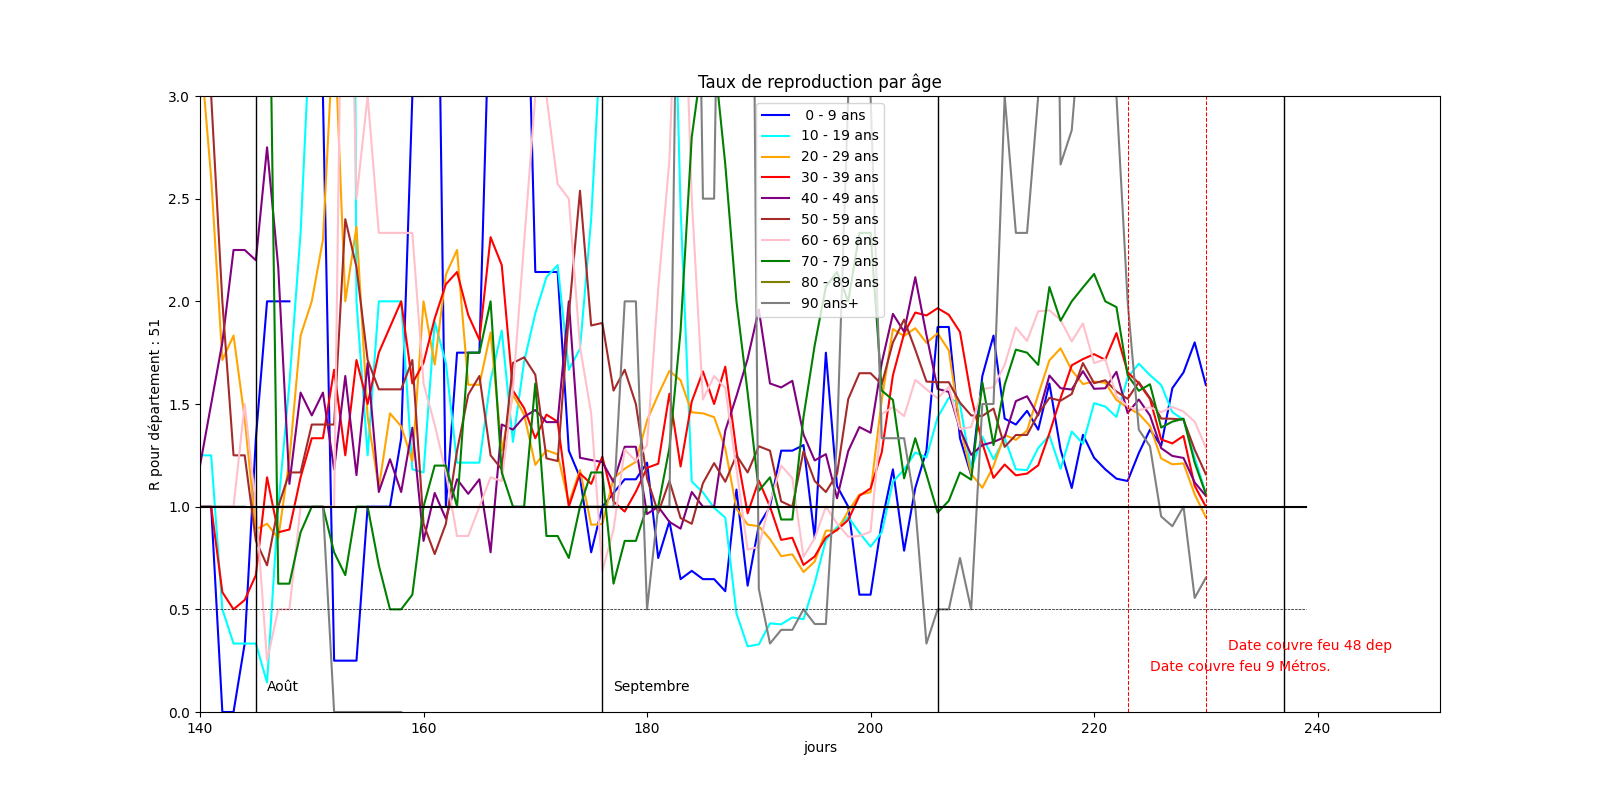 Taux de reproduction par âge
R pour département : 51
3.0
2.5
2.0
1.5
1.0
0.5
0.0
0 - 9 ans
10 - 19 ans
20 - 29 ans
30 - 39 ans
40 - 49 ans
50 - 59 ans
60 - 69 ans
70 - 79 ans
80 - 89 ans
90 ans+
Date couvre feu 48 dep
Date couvre feu 9 Métros.
Août
Septembre
140
160
180
200
220
240
jours